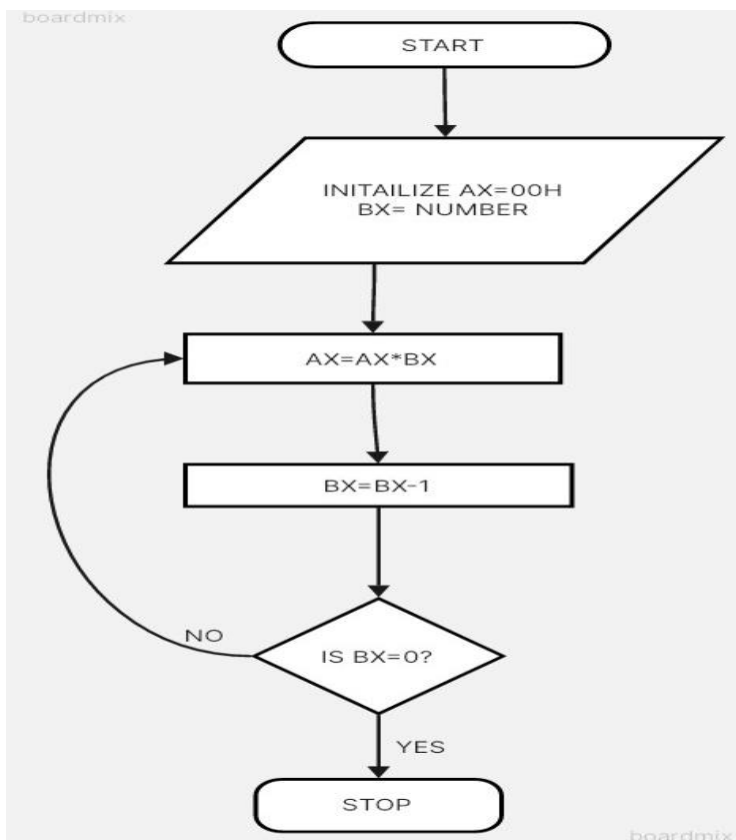 boardmix
START
INITAILIZE AX=00H
BX= NUMBER
AX=AX*BX
BX=BX-1
NO
IS BX=0?
YES
STOP
boardmix